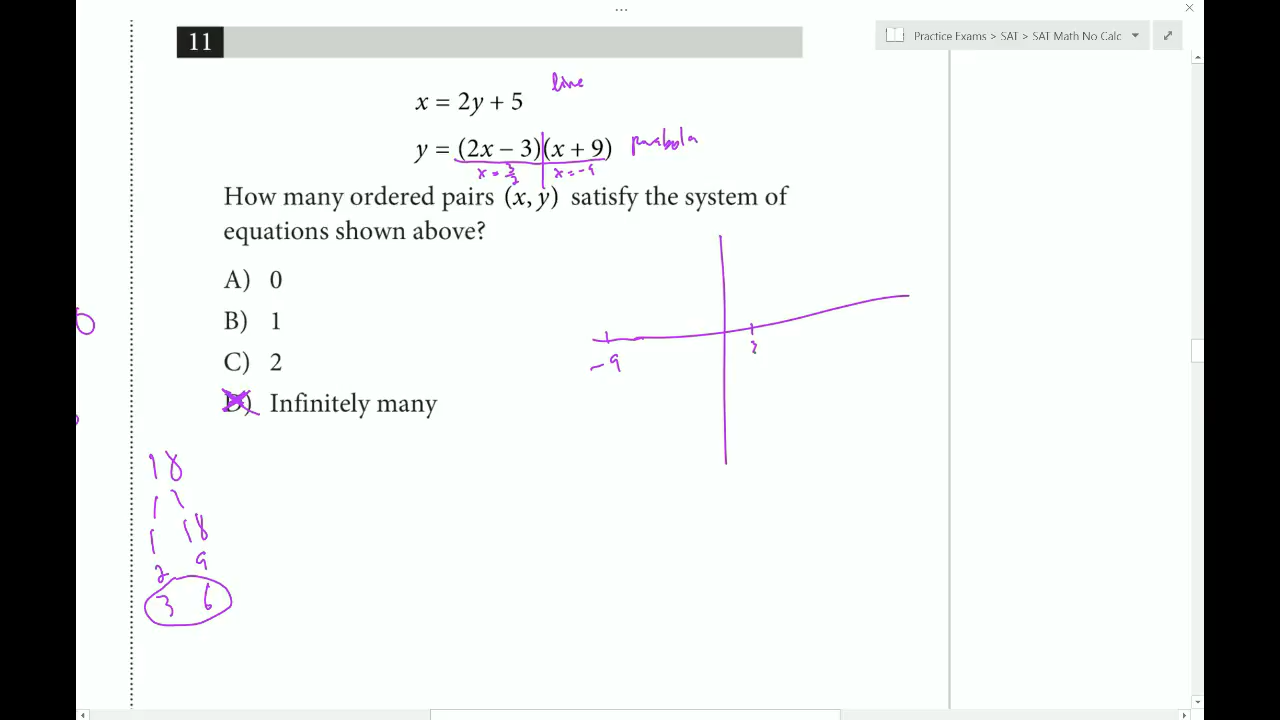 ...
Practice Exams > SAT > SAT Math No Calc
11
line
x = 2y + 5
y = (2x − 3)(x + 9) parabola
x = 3/2 x = -9
How many ordered pairs (x, y) satisfy the system of
equations shown above?
A) 0
B) 1
C) 2
D) Infinitely many
0
-9
18
1
1 18
2 9
3 6